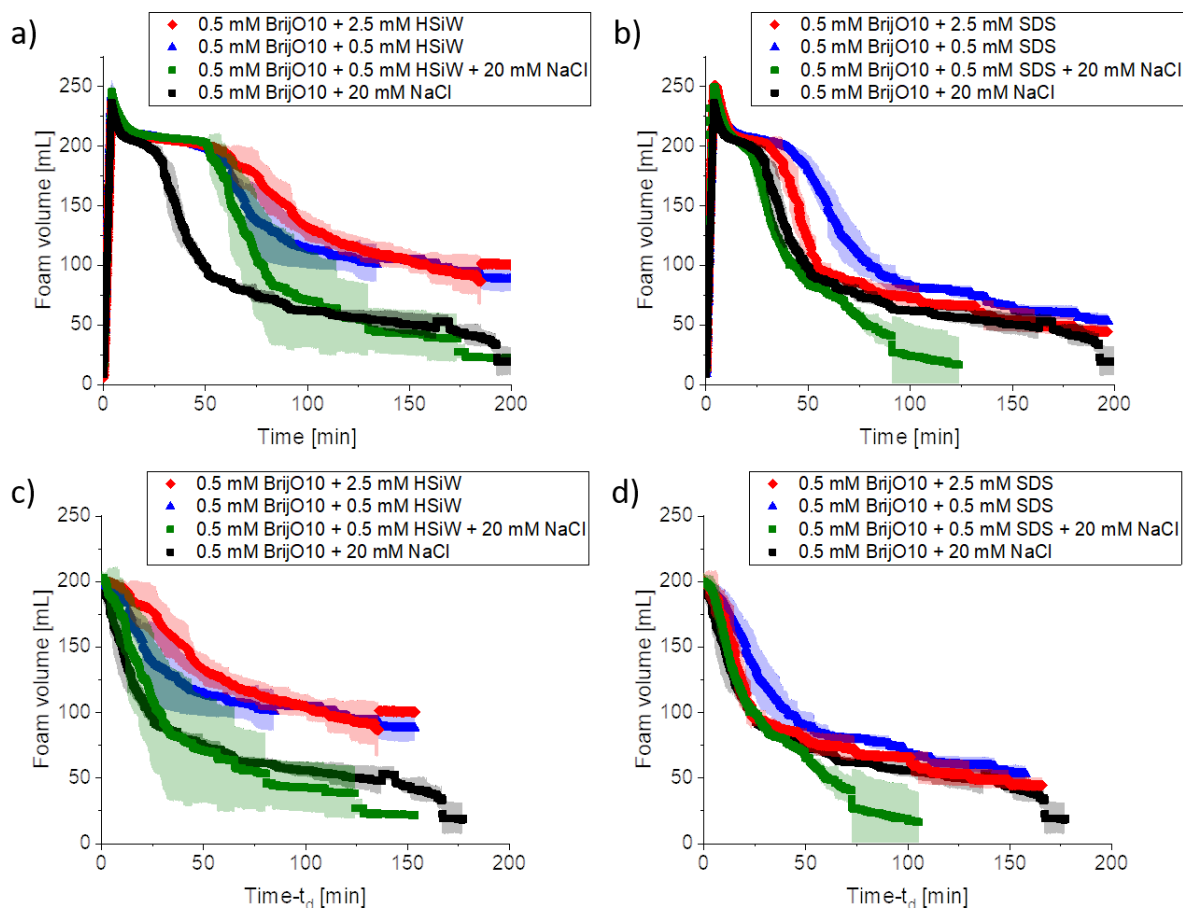 a)
0.5 mM BrijO10 + 2.5 mM HSiW
0.5 mM BrijO10 + 0.5 mM HSiW
0.5 mM BrijO10 + 0.5 mM HSiW + 20 mM NaCl
0.5 mM BrijO10 + 20 mM NaCl
250
200
150
100
50
0
Foam volume [mL]
0 50 100 150 200
Time [min]
b)
0.5 mM BrijO10 + 2.5 mM SDS
0.5 mM BrijO10 + 0.5 mM SDS
0.5 mM BrijO10 + 0.5 mM SDS + 20 mM NaCl
0.5 mM BrijO10 + 20 mM NaCl
250
200
150
100
50
0
Foam volume [mL]
0 50 100 150 200
Time [min]
c)
0.5 mM BrijO10 + 2.5 mM HSiW
0.5 mM BrijO10 + 0.5 mM HSiW
0.5 mM BrijO10 + 0.5 mM HSiW + 20 mM NaCl
0.5 mM BrijO10 + 20 mM NaCl
250
200
150
100
50
0
Foam volume [mL]
0 50 100 150 200
Time-td [min]
d)
0.5 mM BrijO10 + 2.5 mM SDS
0.5 mM BrijO10 + 0.5 mM SDS
0.5 mM BrijO10 + 0.5 mM SDS + 20 mM NaCl
0.5 mM BrijO10 + 20 mM NaCl
250
200
150
100
50
0
Foam volume [mL]
0 50 100 150 200
Time-td [min]